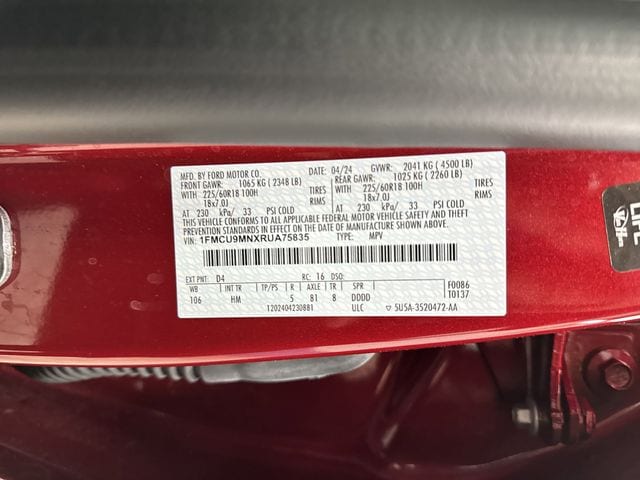 MFD. BY FORD MOTOR CO. DATE: 04/24 GVWR: 2041 KG ( 4500 LB)
FRONT GAWR: 1065 KG ( 2348 LB) REAR GAWR: 1025 KG ( 2260 LB)
WITH 225/60R18 100H TIRES WITH 225/60R18 100H TIRES
18x7.0J RIMS 18x7.0J RIMS
AT 230 kPa/ 33 PSI COLD AT 230 kPa/ 33 PSI COLD
THIS VEHICLE CONFORMS TO ALL APPLICABLE FEDERAL MOTOR VEHICLE SAFETY, BUMPER, AND THEFT
PREVENTION STANDARDS IN EFFECT ON THE DATE OF MANUFACTURE SHOWN ABOVE.
VIN: 1FMCU9MNXRUA75835 TYPE: MPV
EXT PNT: D4 RC: 16 DSO: F0086
WB INT TR TP/PS R AXLE TR SPR T0137
106 HM 5 81 8 DDDD
1202404230881 ULC 5U5A-3520472-AA